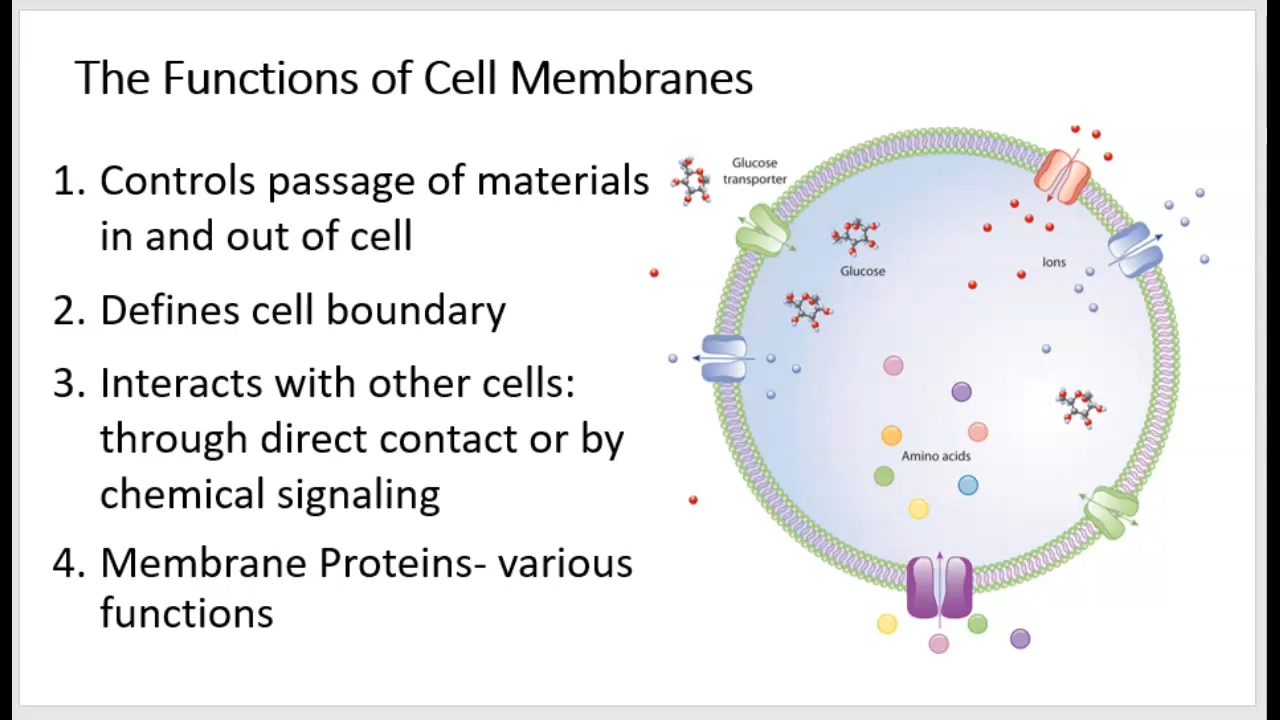 The Functions of Cell Membranes
1. Controls passage of materials
in and out of cell
2. Defines cell boundary
3. Interacts with other cells:
through direct contact or by
chemical signaling
4. Membrane Proteins- various
functions
Glucose
transporter
Glucose
Ions
Amino acids